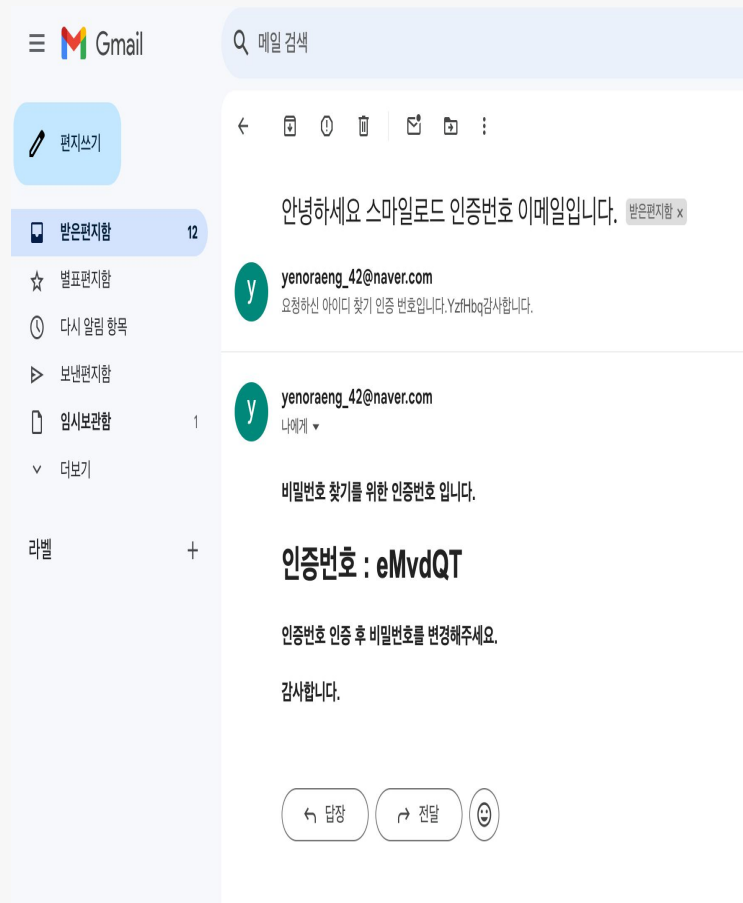 Gmail
메일 검색
편지쓰기
받은편지함 12
별표편지함
다시 알림 항목
보낸편지함
임시보관함 1
더보기
라벨
안녕하세요 스마일로드 인증번호 이메일입니다. 받은편지함 x
y
yenoraeng_42@naver.com
요청하신 아이디 찾기 인증 번호입니다.YzfHbq감사합니다.
y
yenoraeng_42@naver.com
나에게
비밀번호 찾기를 위한 인증번호 입니다.
인증번호 : eMvdQT
인증번호 인증 후 비밀번호를 변경해주세요.
감사합니다.
답장 전달